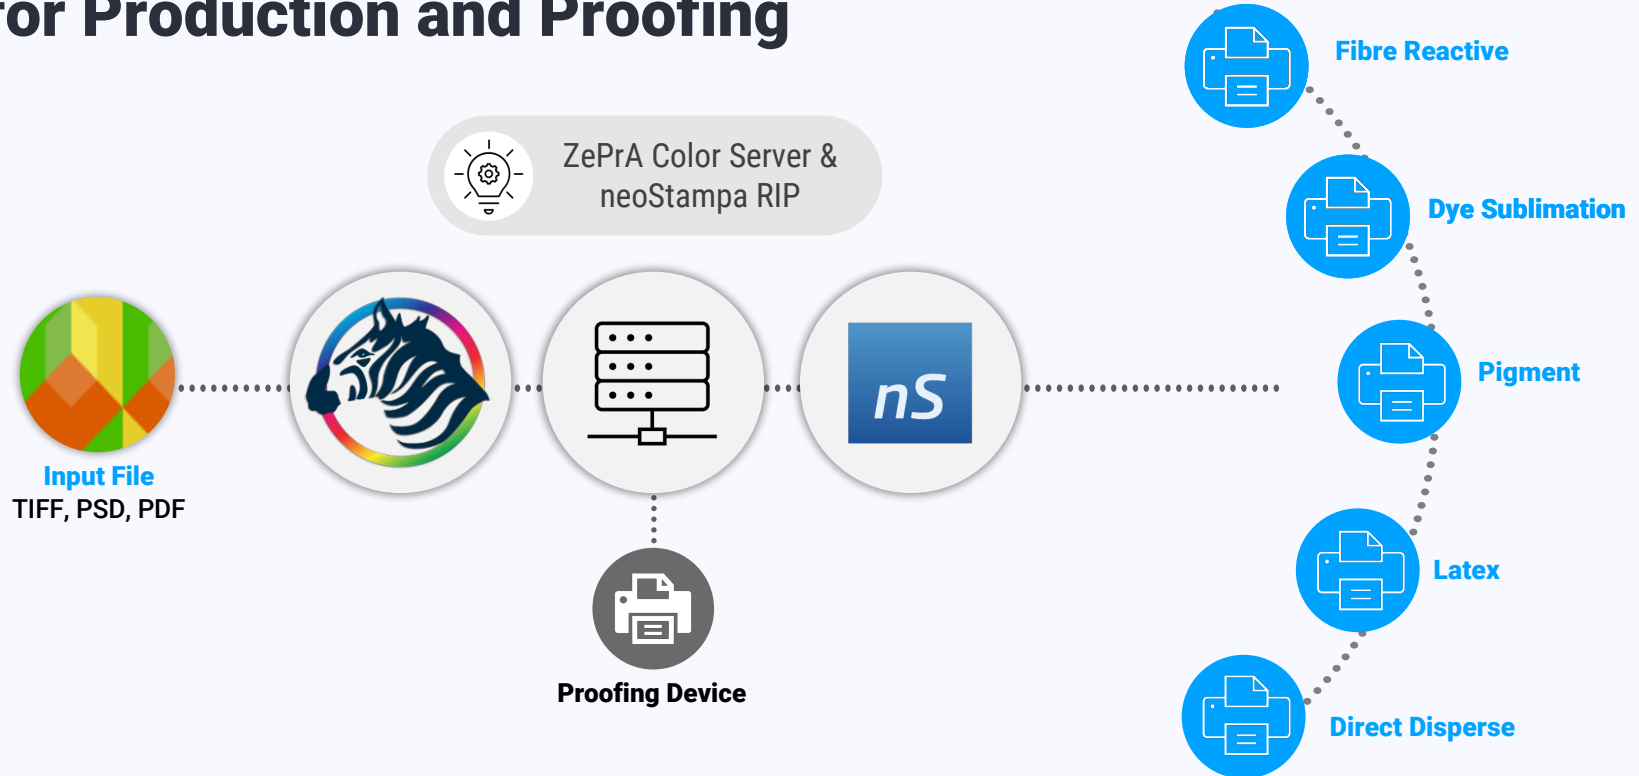 for Production and Proofing
ZePrA Color Server &
neoStampa RIP
Fibre Reactive
Dye Sublimation
Pigment
Latex
Direct Disperse
nS
Input File
TIFF, PSD, PDF
Proofing Device